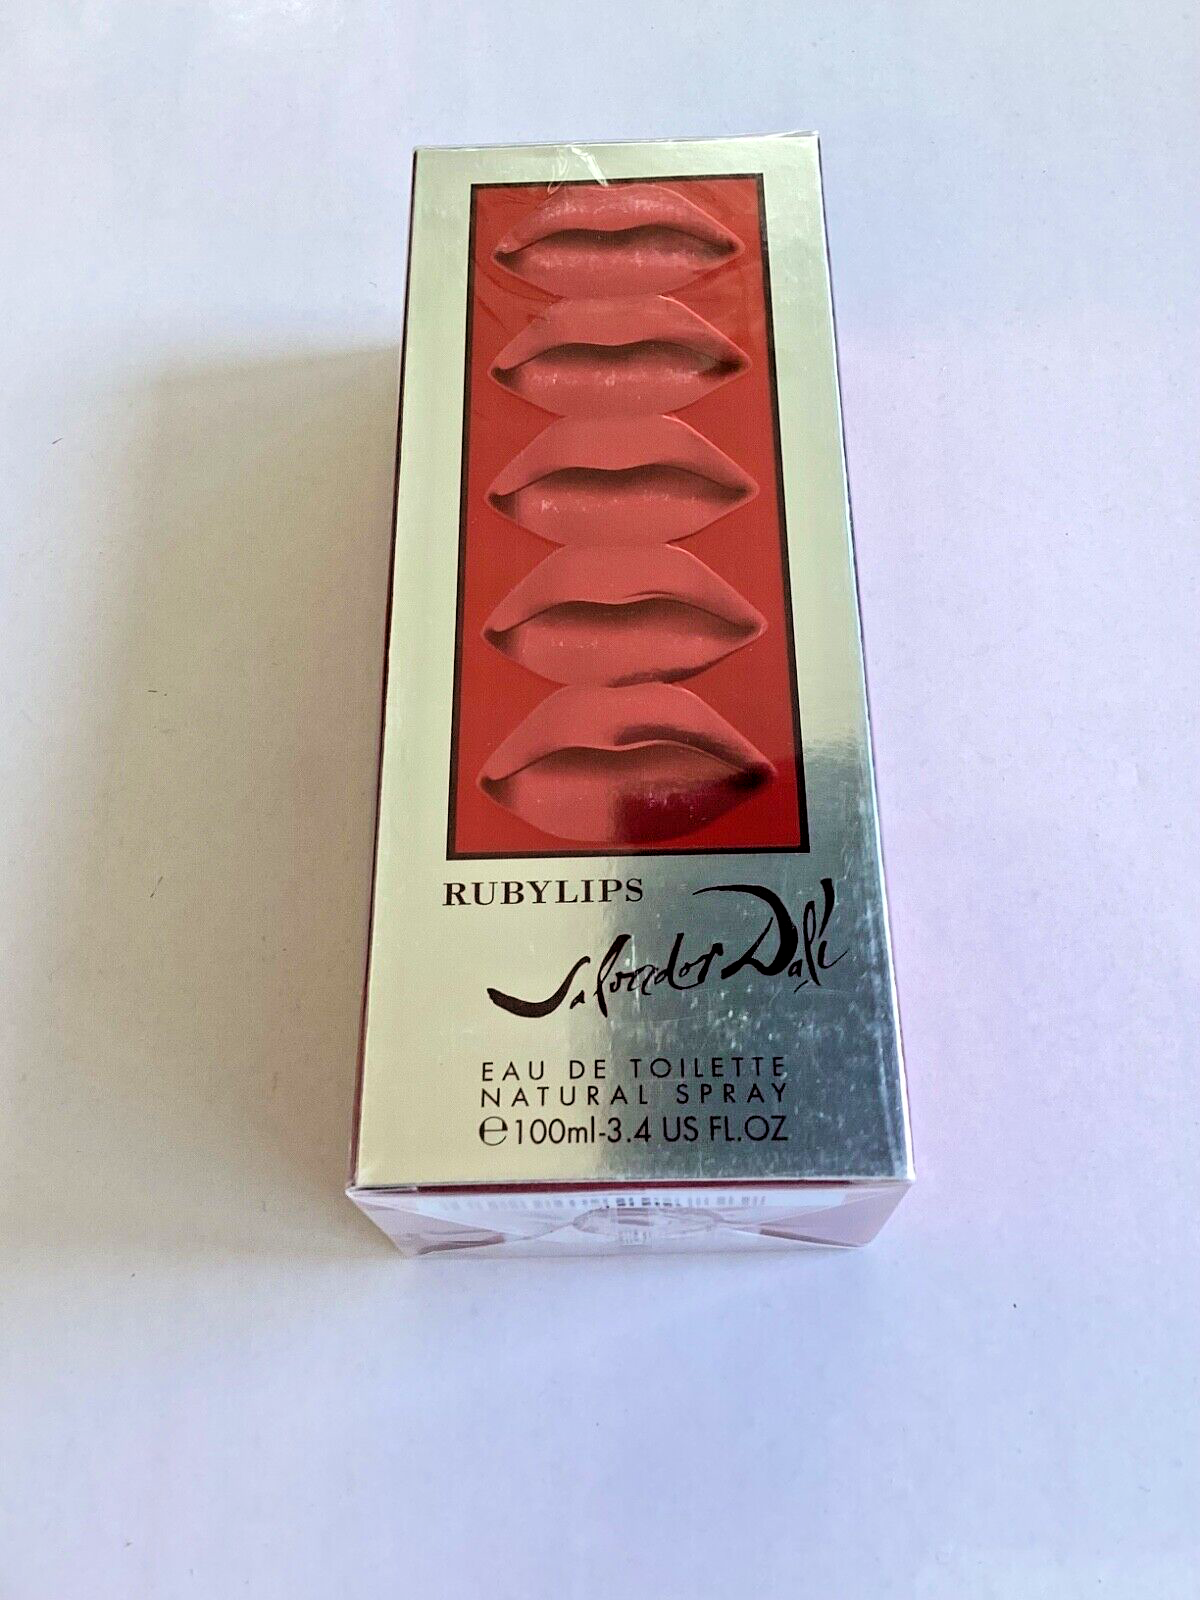 RUBYLIPS
Salvador Dalí
EAU DE TOILETTE
NATURAL SPRAY
℮100ml-3.4 US FL.OZ